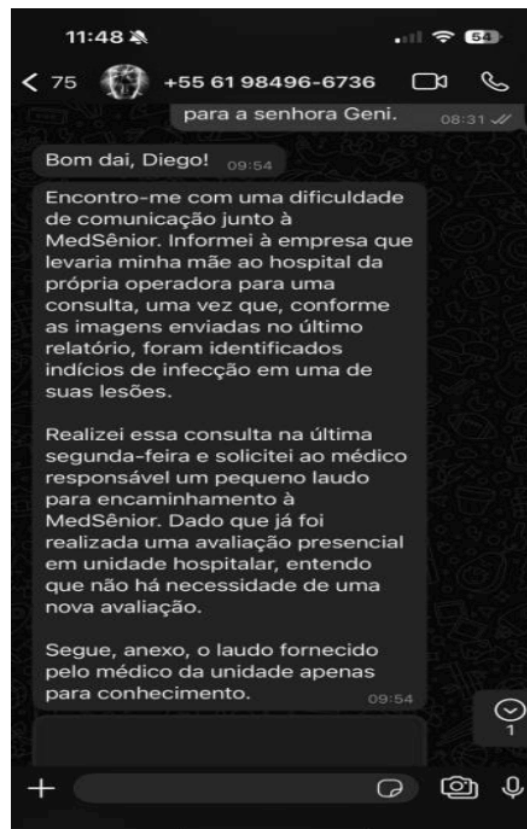 11:48
54
75 +55 61 98496-6736
para a senhora Geni. 08:31
Bom dai, Diego! 09:54
Encontro-me com uma dificuldade
de comunicação junto à
MedSênior. Informei à empresa que
levaria minha mãe ao hospital da
própria operadora para uma
consulta, uma vez que, conforme
as imagens enviadas no último
relatório, foram identificados
indícios de infecção em uma de
suas lesões.
Realizei essa consulta na última
segunda-feira e solicitei ao médico
responsável um pequeno laudo
para encaminhamento à
MedSênior. Dado que já foi
realizada uma avaliação presencial
em unidade hospitalar, entendo
que não há necessidade de uma
nova avaliação.
Segue, anexo, o laudo fornecido
pelo médico da unidade apenas
para conhecimento. 09:54
1